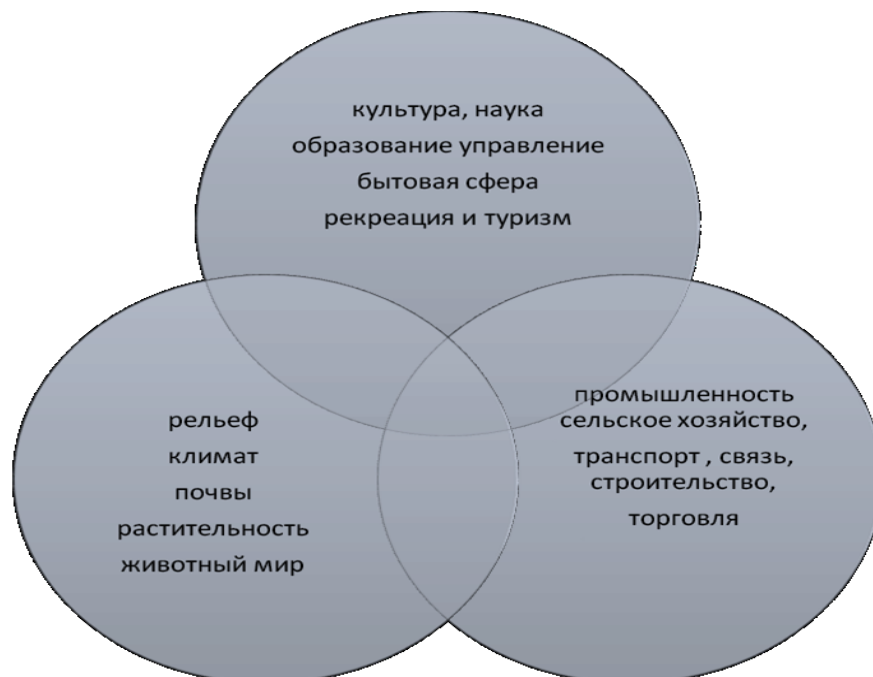 культура, наука
образование управление
бытовая сфера
рекреация и туризм
рельеф
климат
почвы
растительность
животный мир
промышленность
сельское хозяйство,
транспорт , связь,
строительство,
торговля